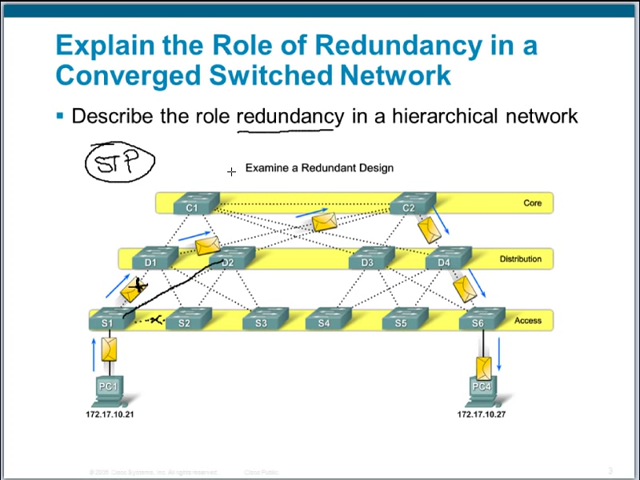 Explain the Role of Redundancy in a
Converged Switched Network
Describe the role redundancy in a hierarchical network
STP
Examine a Redundant Design
C1 C2 Core
D1 D2 D3 D4 Distribution
S1 S2 S3 S4 S5 S6 Access
PC1 PC4
172.17.10.21 172.17.10.27
© 2006, Cisco Systems, Inc. All rights reserved. Cisco Public 3